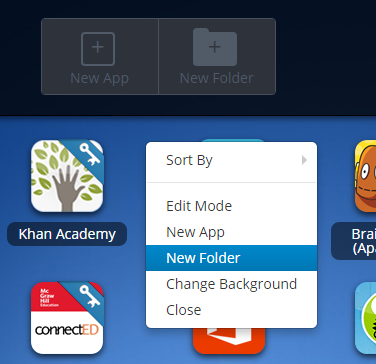 New App
New Folder
Sort By
Khan Academy
Edit Mode
New App
New Folder
Change Background
Close
Mc
Graw
Hill
Education
connectED